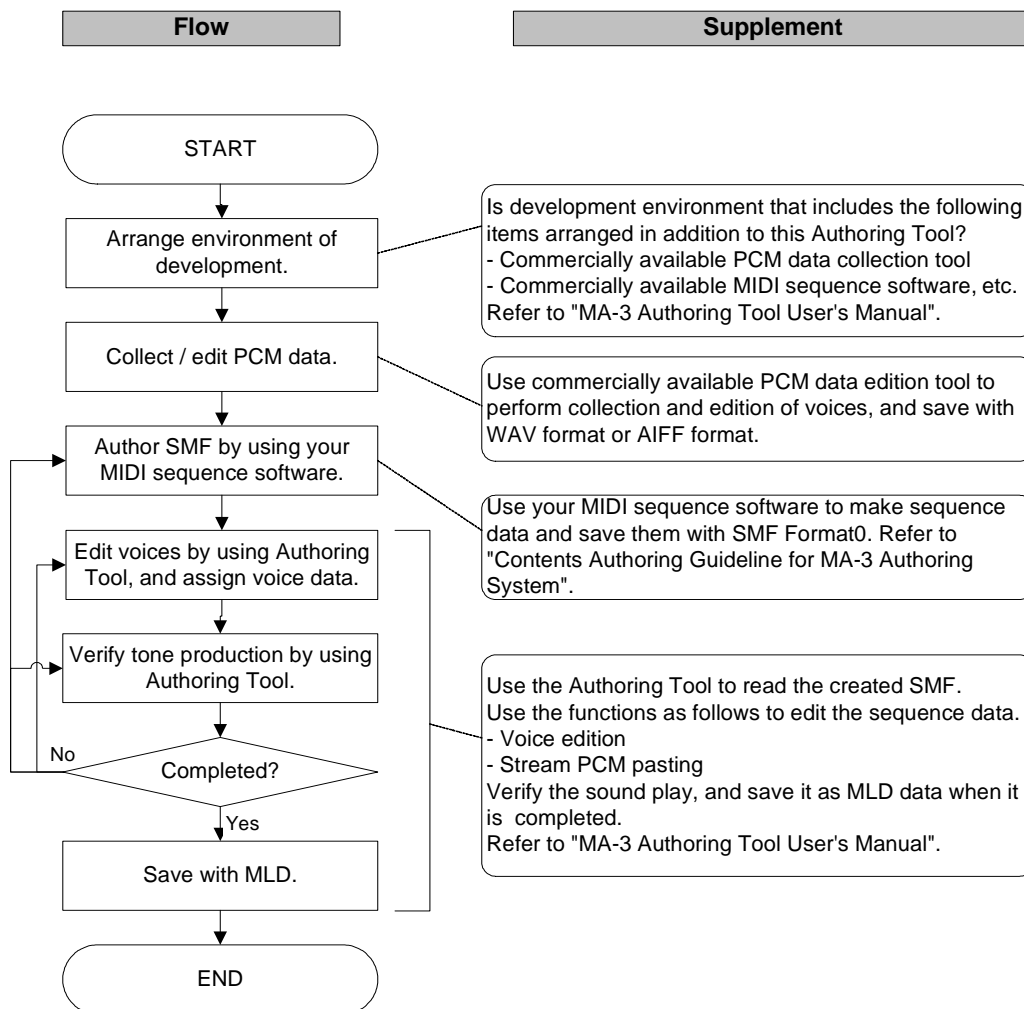 Flow
Supplement
START
Arrange environment of
development.
Is development environment that includes the following
items arranged in addition to this Authoring Tool?
- Commercially available PCM data collection tool
- Commercially available MIDI sequence software, etc.
Refer to "MA-3 Authoring Tool User's Manual".
Collect / edit PCM data.
Use commercially available PCM data edition tool to
perform collection and edition of voices, and save with
WAV format or AIFF format.
Author SMF by using your
MIDI sequence software.
Use your MIDI sequence software to make sequence
data and save them with SMF Format0. Refer to
"Contents Authoring Guideline for MA-3 Authoring
System".
Edit voices by using Authoring
Tool, and assign voice data.
Verify tone production by using
Authoring Tool.
Use the Authoring Tool to read the created SMF.
Use the functions as follows to edit the sequence data.
- Voice edition
- Stream PCM pasting
Verify the sound play, and save it as MLD data when it
is  completed.
Refer to "MA-3 Authoring Tool User's Manual".
No
Completed?
Yes
Save with MLD.
END